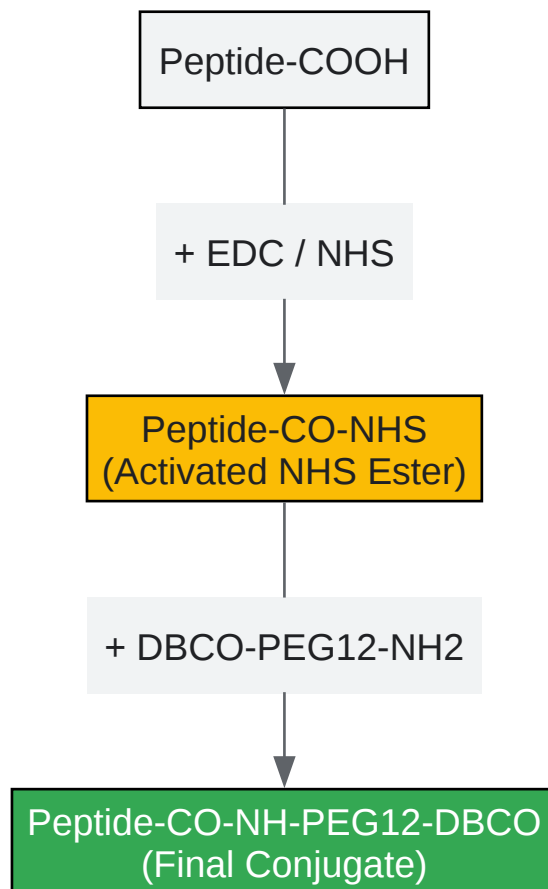 Peptide-COOH
+ EDC / NHS
Peptide-CO-NHS
(Activated NHS Ester)
+ DBCO-PEG12-NH2
Peptide-CO-NH-PEG12-DBCO
(Final Conjugate)